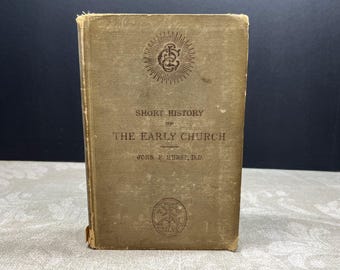 SHORT HISTORY
OF
THE EARLY CHURCH
JOHN F. HURST, D.D.